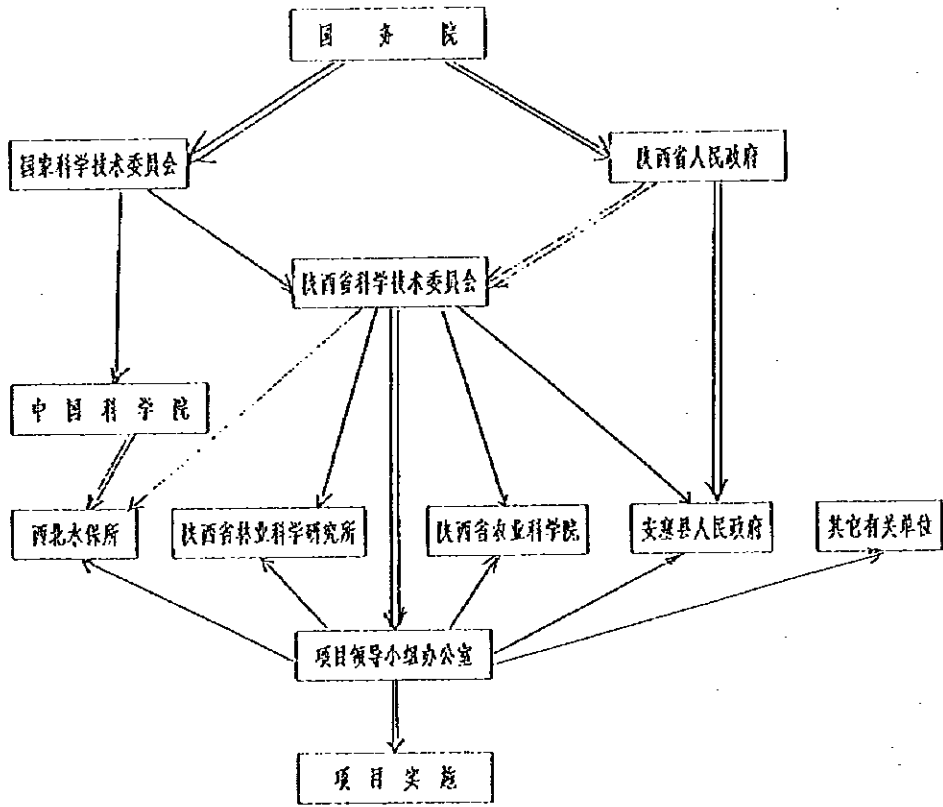 国务院
国家科学技术委员会
陕西省人民政府
陕西省科学技术委员会
中国科学院
西北水保所
陕西省林业科学研究所
陕西省农业科学院
安塞县人民政府
其它有关单位
项目领导小组办公室
项目实施